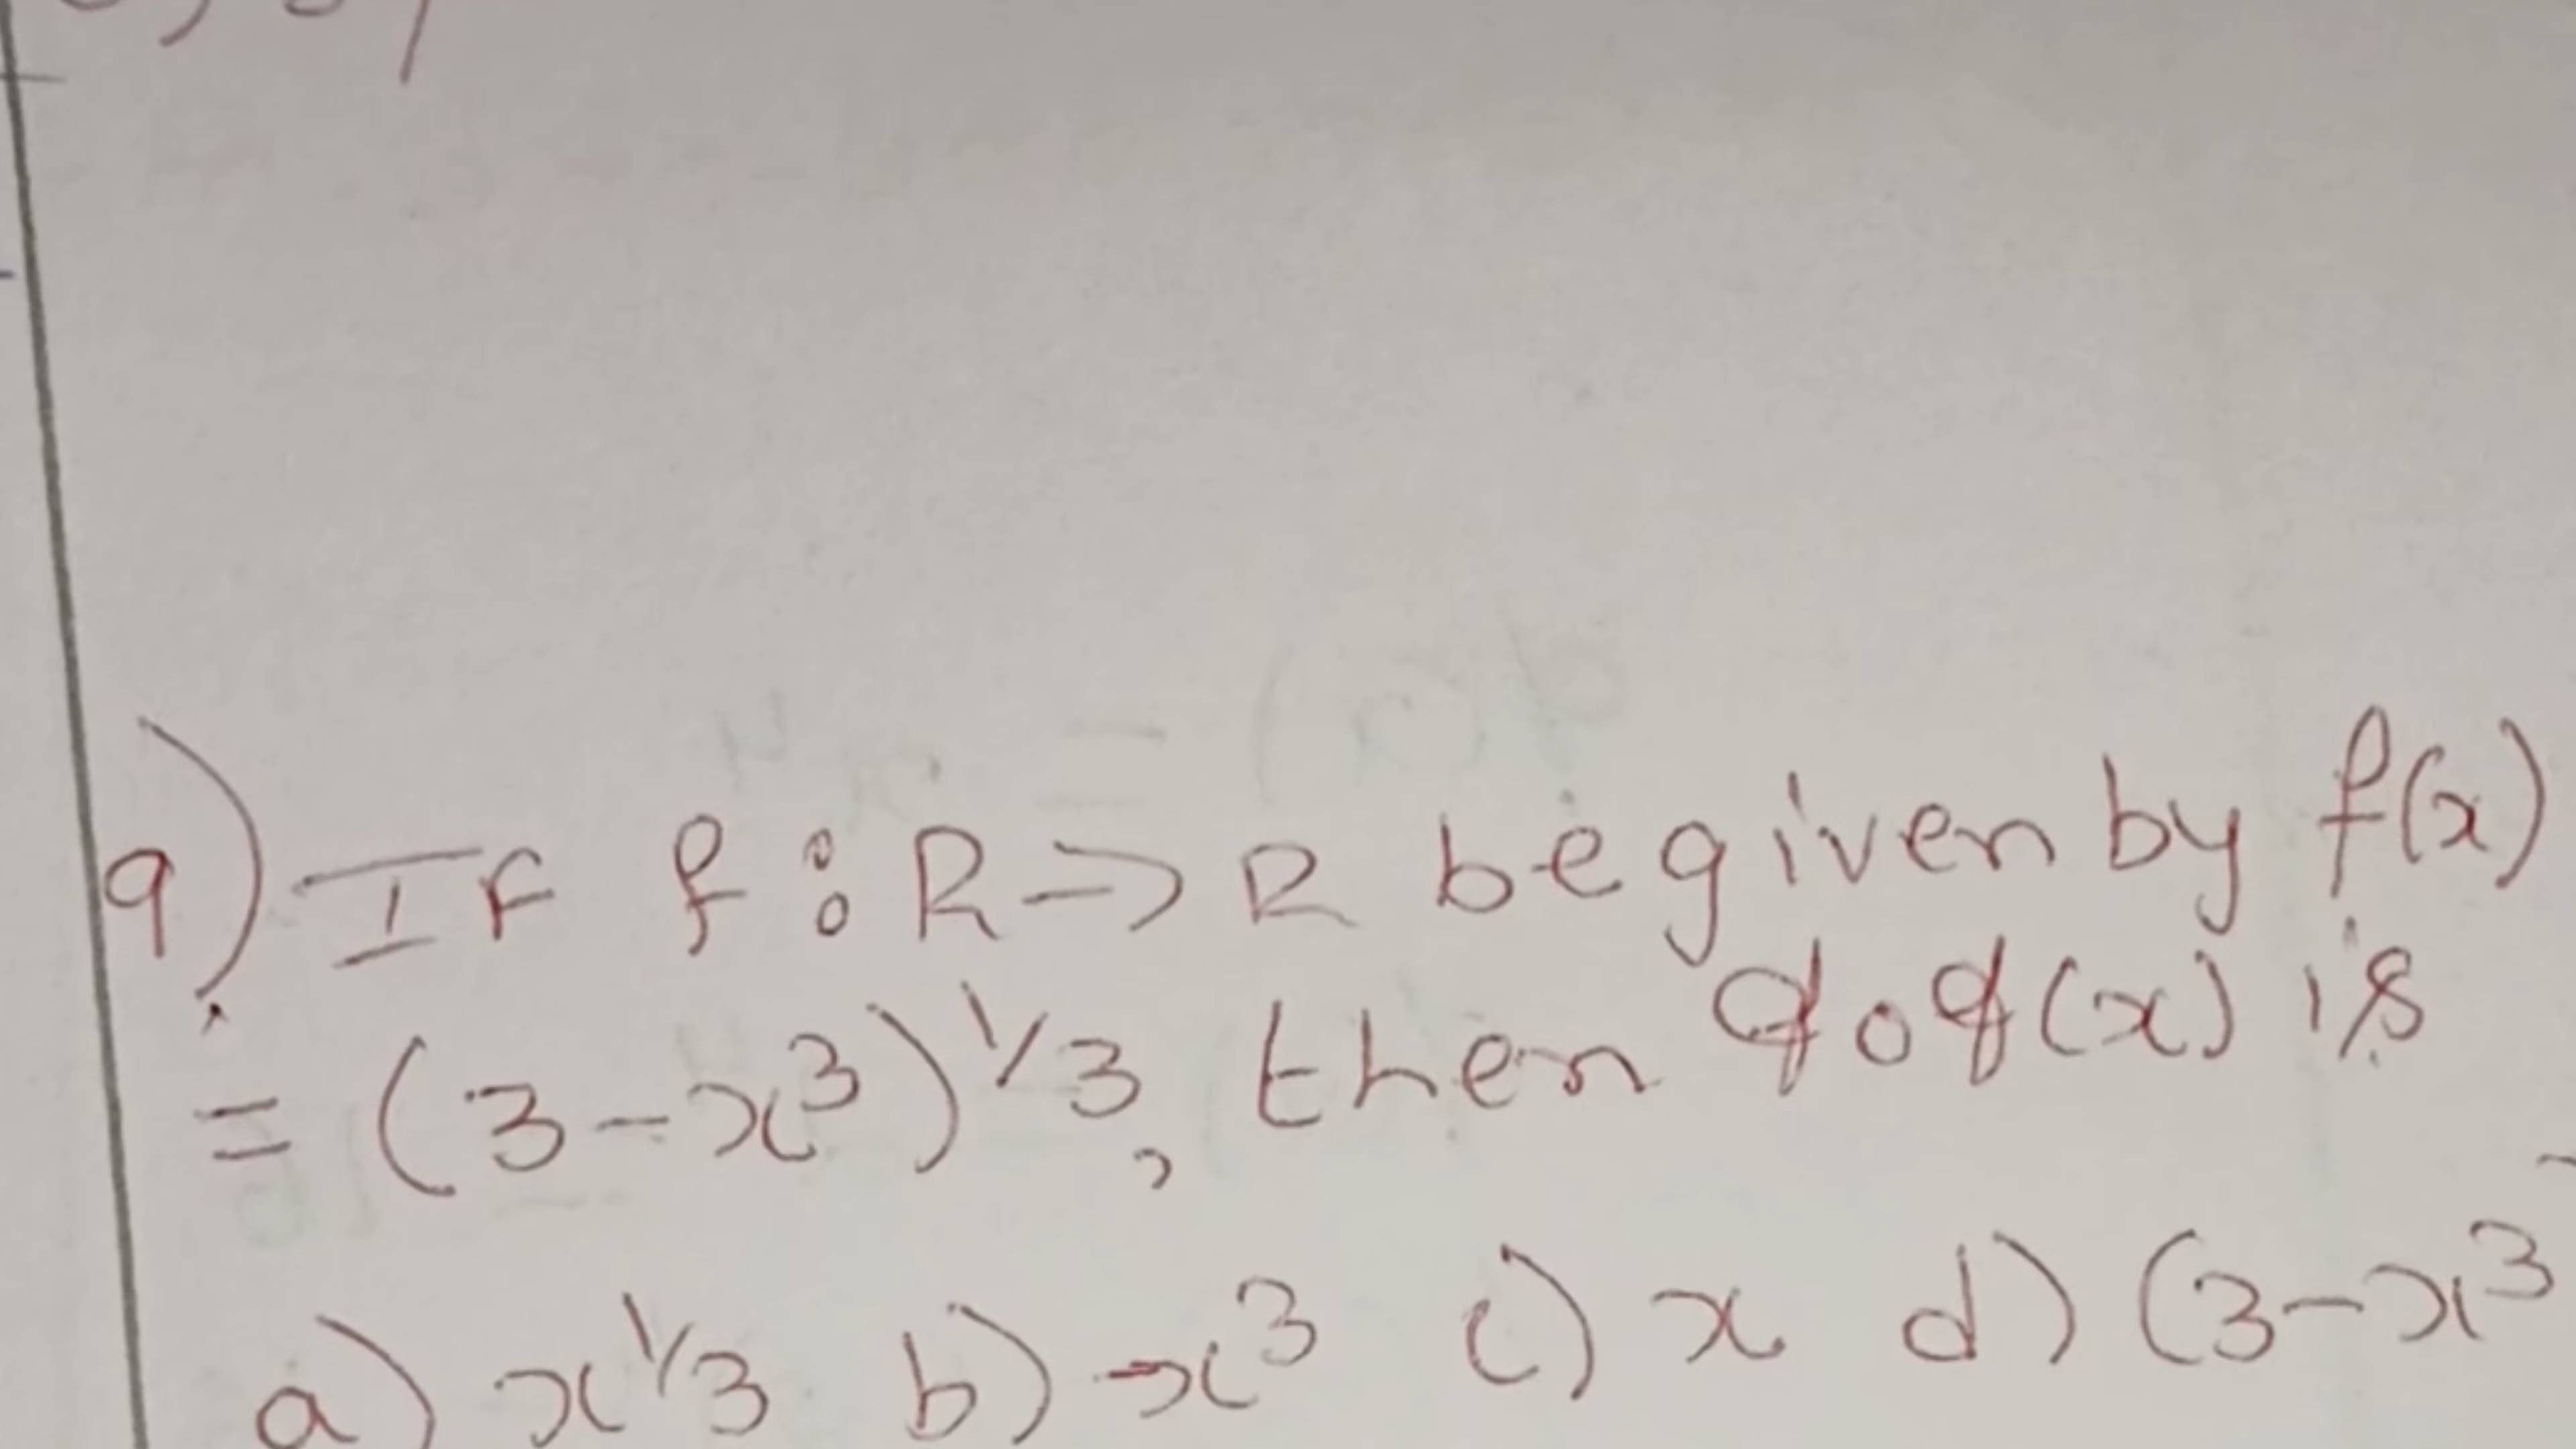 9) If f : R → R be given by f(x)
= (3-x³)^1/3, then fof(x) is
a) x^1/3 b) x³ c) x d) (3-x³